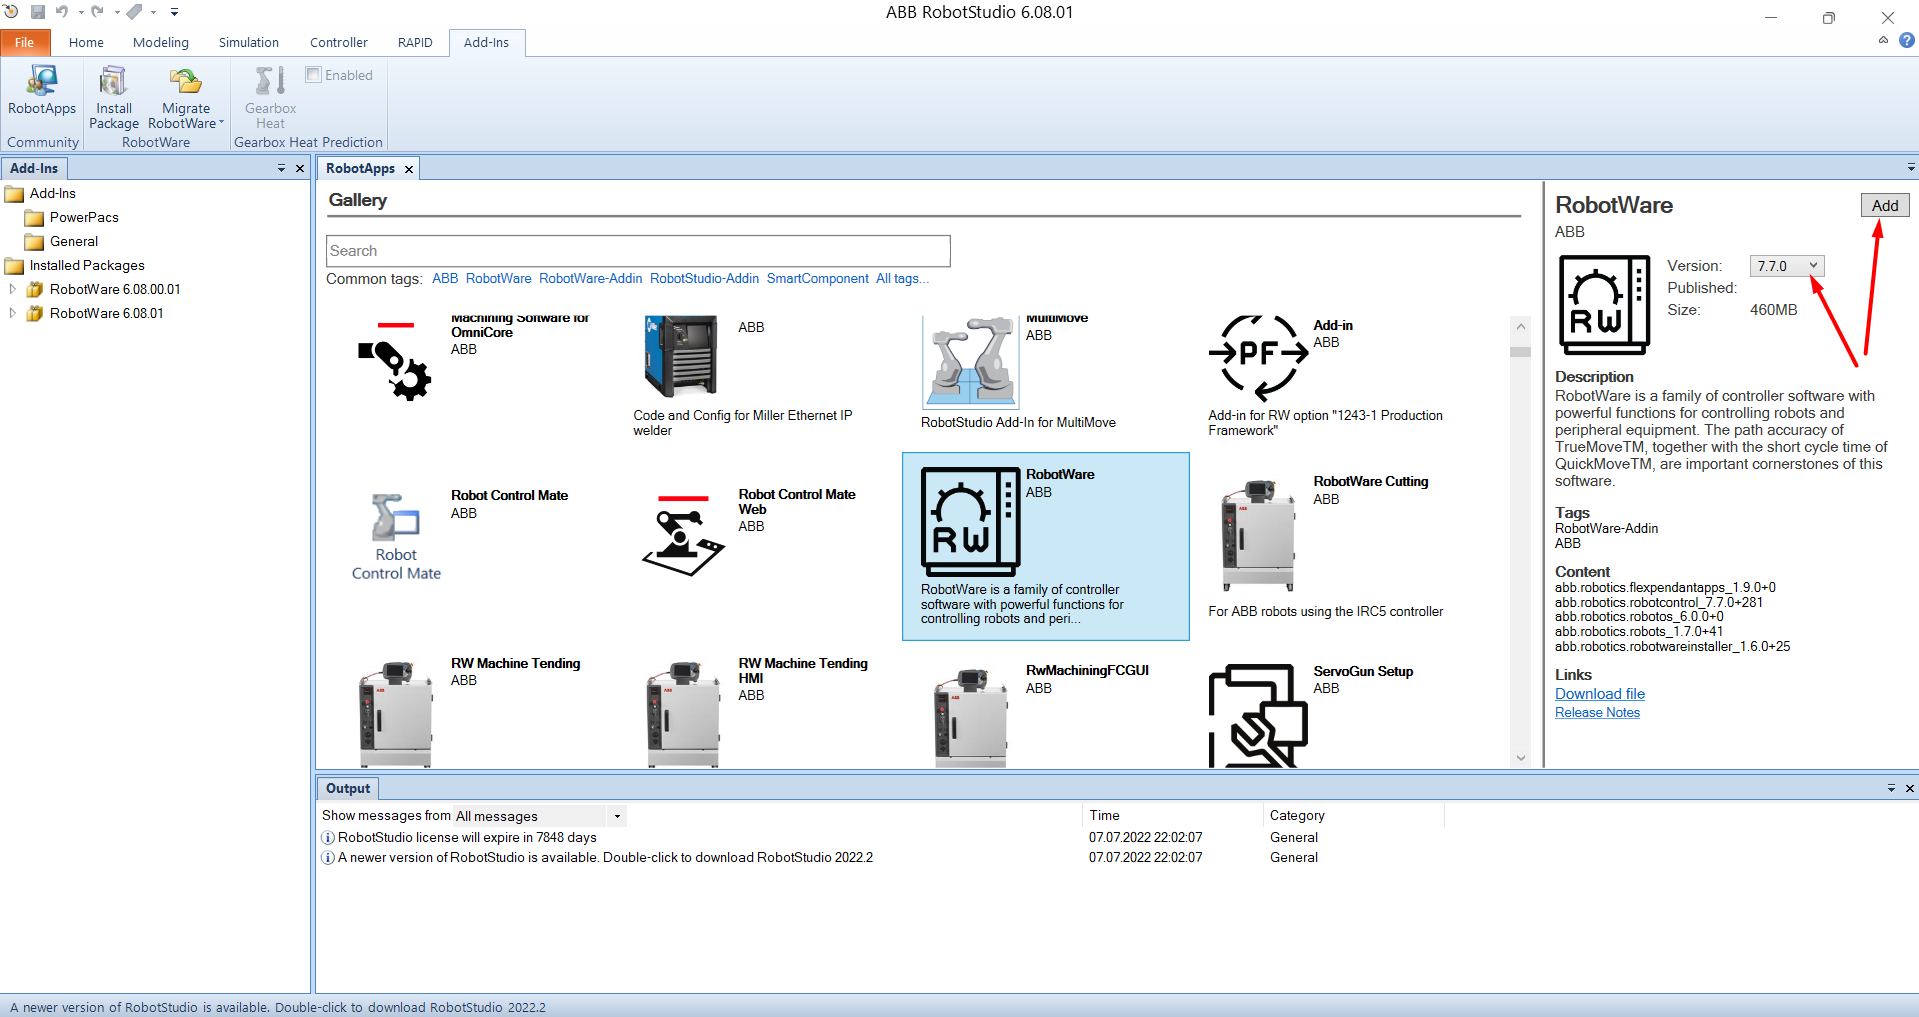 ABB RobotStudio 6.08.01
File Home Modeling Simulation Controller RAPID Add-Ins
RobotApps
Community
Install
Package
Migrate
RobotWare
RobotWare
Gearbox
Heat
Enabled
Gearbox Heat Prediction
Add-Ins
Add-Ins
PowerPacs
General
Installed Packages
RobotWare 6.08.00.01
RobotWare 6.08.01
RobotApps
Gallery
Search
Common tags: ABB RobotWare RobotWare-Addin RobotStudio-Addin SmartComponent All tags...
Machining Software for
OmniCore
ABB
ABB
Code and Config for Miller Ethernet IP
welder
MultiMove
ABB
RobotStudio Add-In for MultiMove
PF
Add-in
ABB
Add-in for RW option "1243-1 Production
Framework"
Robot Control Mate
ABB
Robot
Control Mate
Robot Control Mate
Web
ABB
RW
RobotWare
ABB
RobotWare is a family of controller
software with powerful functions for
controlling robots and peri...
ABB
RobotWare Cutting
ABB
For ABB robots using the IRC5 controller
ABB
RW Machine Tending
ABB
ABB
RW Machine Tending
HMI
ABB
ABB
RwMachiningFCGUI
ABB
ServoGun Setup
ABB
RobotWare
Add
ABB
RW
Version: 7.7.0
Published:
Size: 460MB
Description
RobotWare is a family of controller software with
powerful functions for controlling robots and
peripheral equipment. The path accuracy of
TrueMoveTM, together with the short cycle time of
QuickMoveTM, are important cornerstones of this
software.
Tags
RobotWare-Addin
ABB
Content
abb.robotics.flexpendantapps_1.9.0+0
abb.robotics.robotcontrol_7.7.0+281
abb.robotics.robotos_6.0.0+0
abb.robotics.robots_1.7.0+41
abb.robotics.robotwareinstaller_1.6.0+25
Links
Download file
Release Notes
Output
Show messages from All messages Time Category
RobotStudio license will expire in 7848 days 07.07.2022 22:02:07 General
A newer version of RobotStudio is available. Double-click to download RobotStudio 2022.2 07.07.2022 22:02:07 General
A newer version of RobotStudio is available. Double-click to download RobotStudio 2022.2